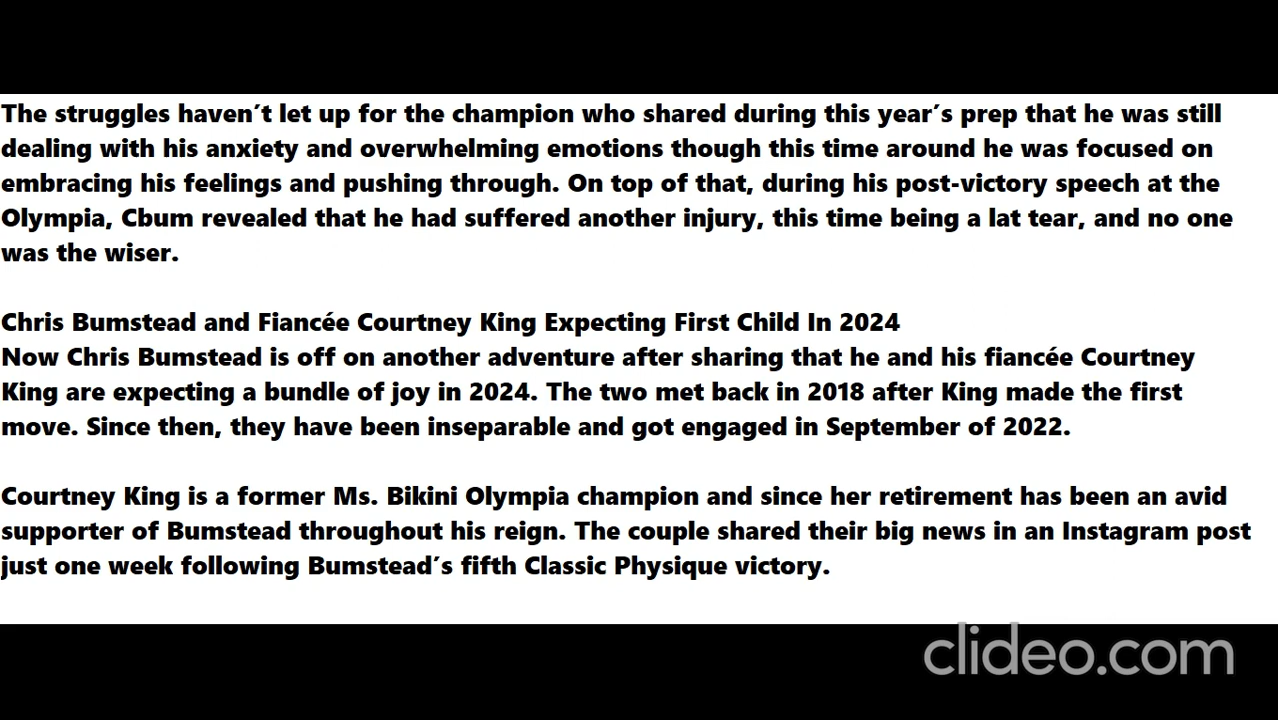 The struggles haven´t let up for the champion who shared during this year´s prep that he was still
dealing with his anxiety and overwhelming emotions though this time around he was focused on
embracing his feelings and pushing through. On top of that, during his post-victory speech at the
Olympia, Cbum revealed that he had suffered another injury, this time being a lat tear, and no one
was the wiser.
Chris Bumstead and Fiancée Courtney King Expecting First Child In 2024
Now Chris Bumstead is off on another adventure after sharing that he and his fiancée Courtney
King are expecting a bundle of joy in 2024. The two met back in 2018 after King made the first
move. Since then, they have been inseparable and got engaged in September of 2022.
Courtney King is a former Ms. Bikini Olympia champion and since her retirement has been an avid
supporter of Bumstead throughout his reign. The couple shared their big news in an Instagram post
just one week following Bumstead´s fifth Classic Physique victory.
clideo.com